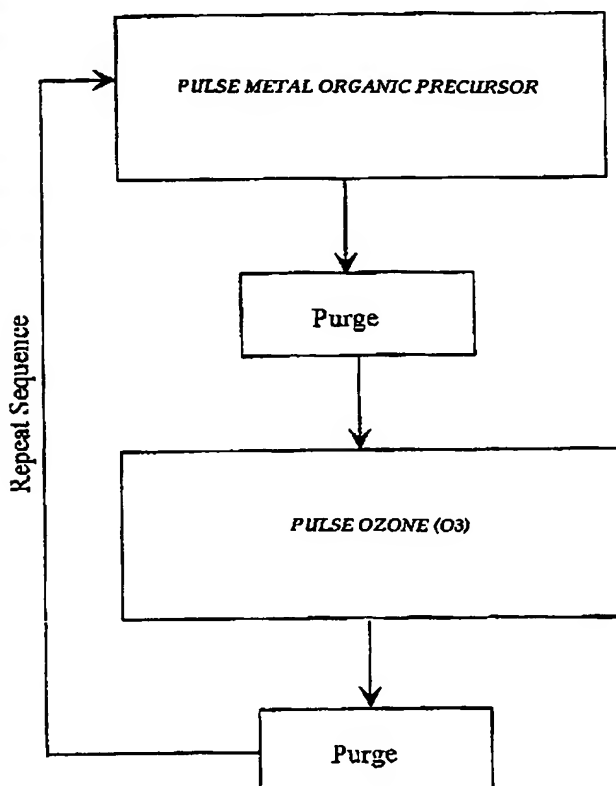 PULSE METAL ORGANIC PRECURSOR
Purge
Repeat Sequence
PULSE OZONE (O3)
Purge